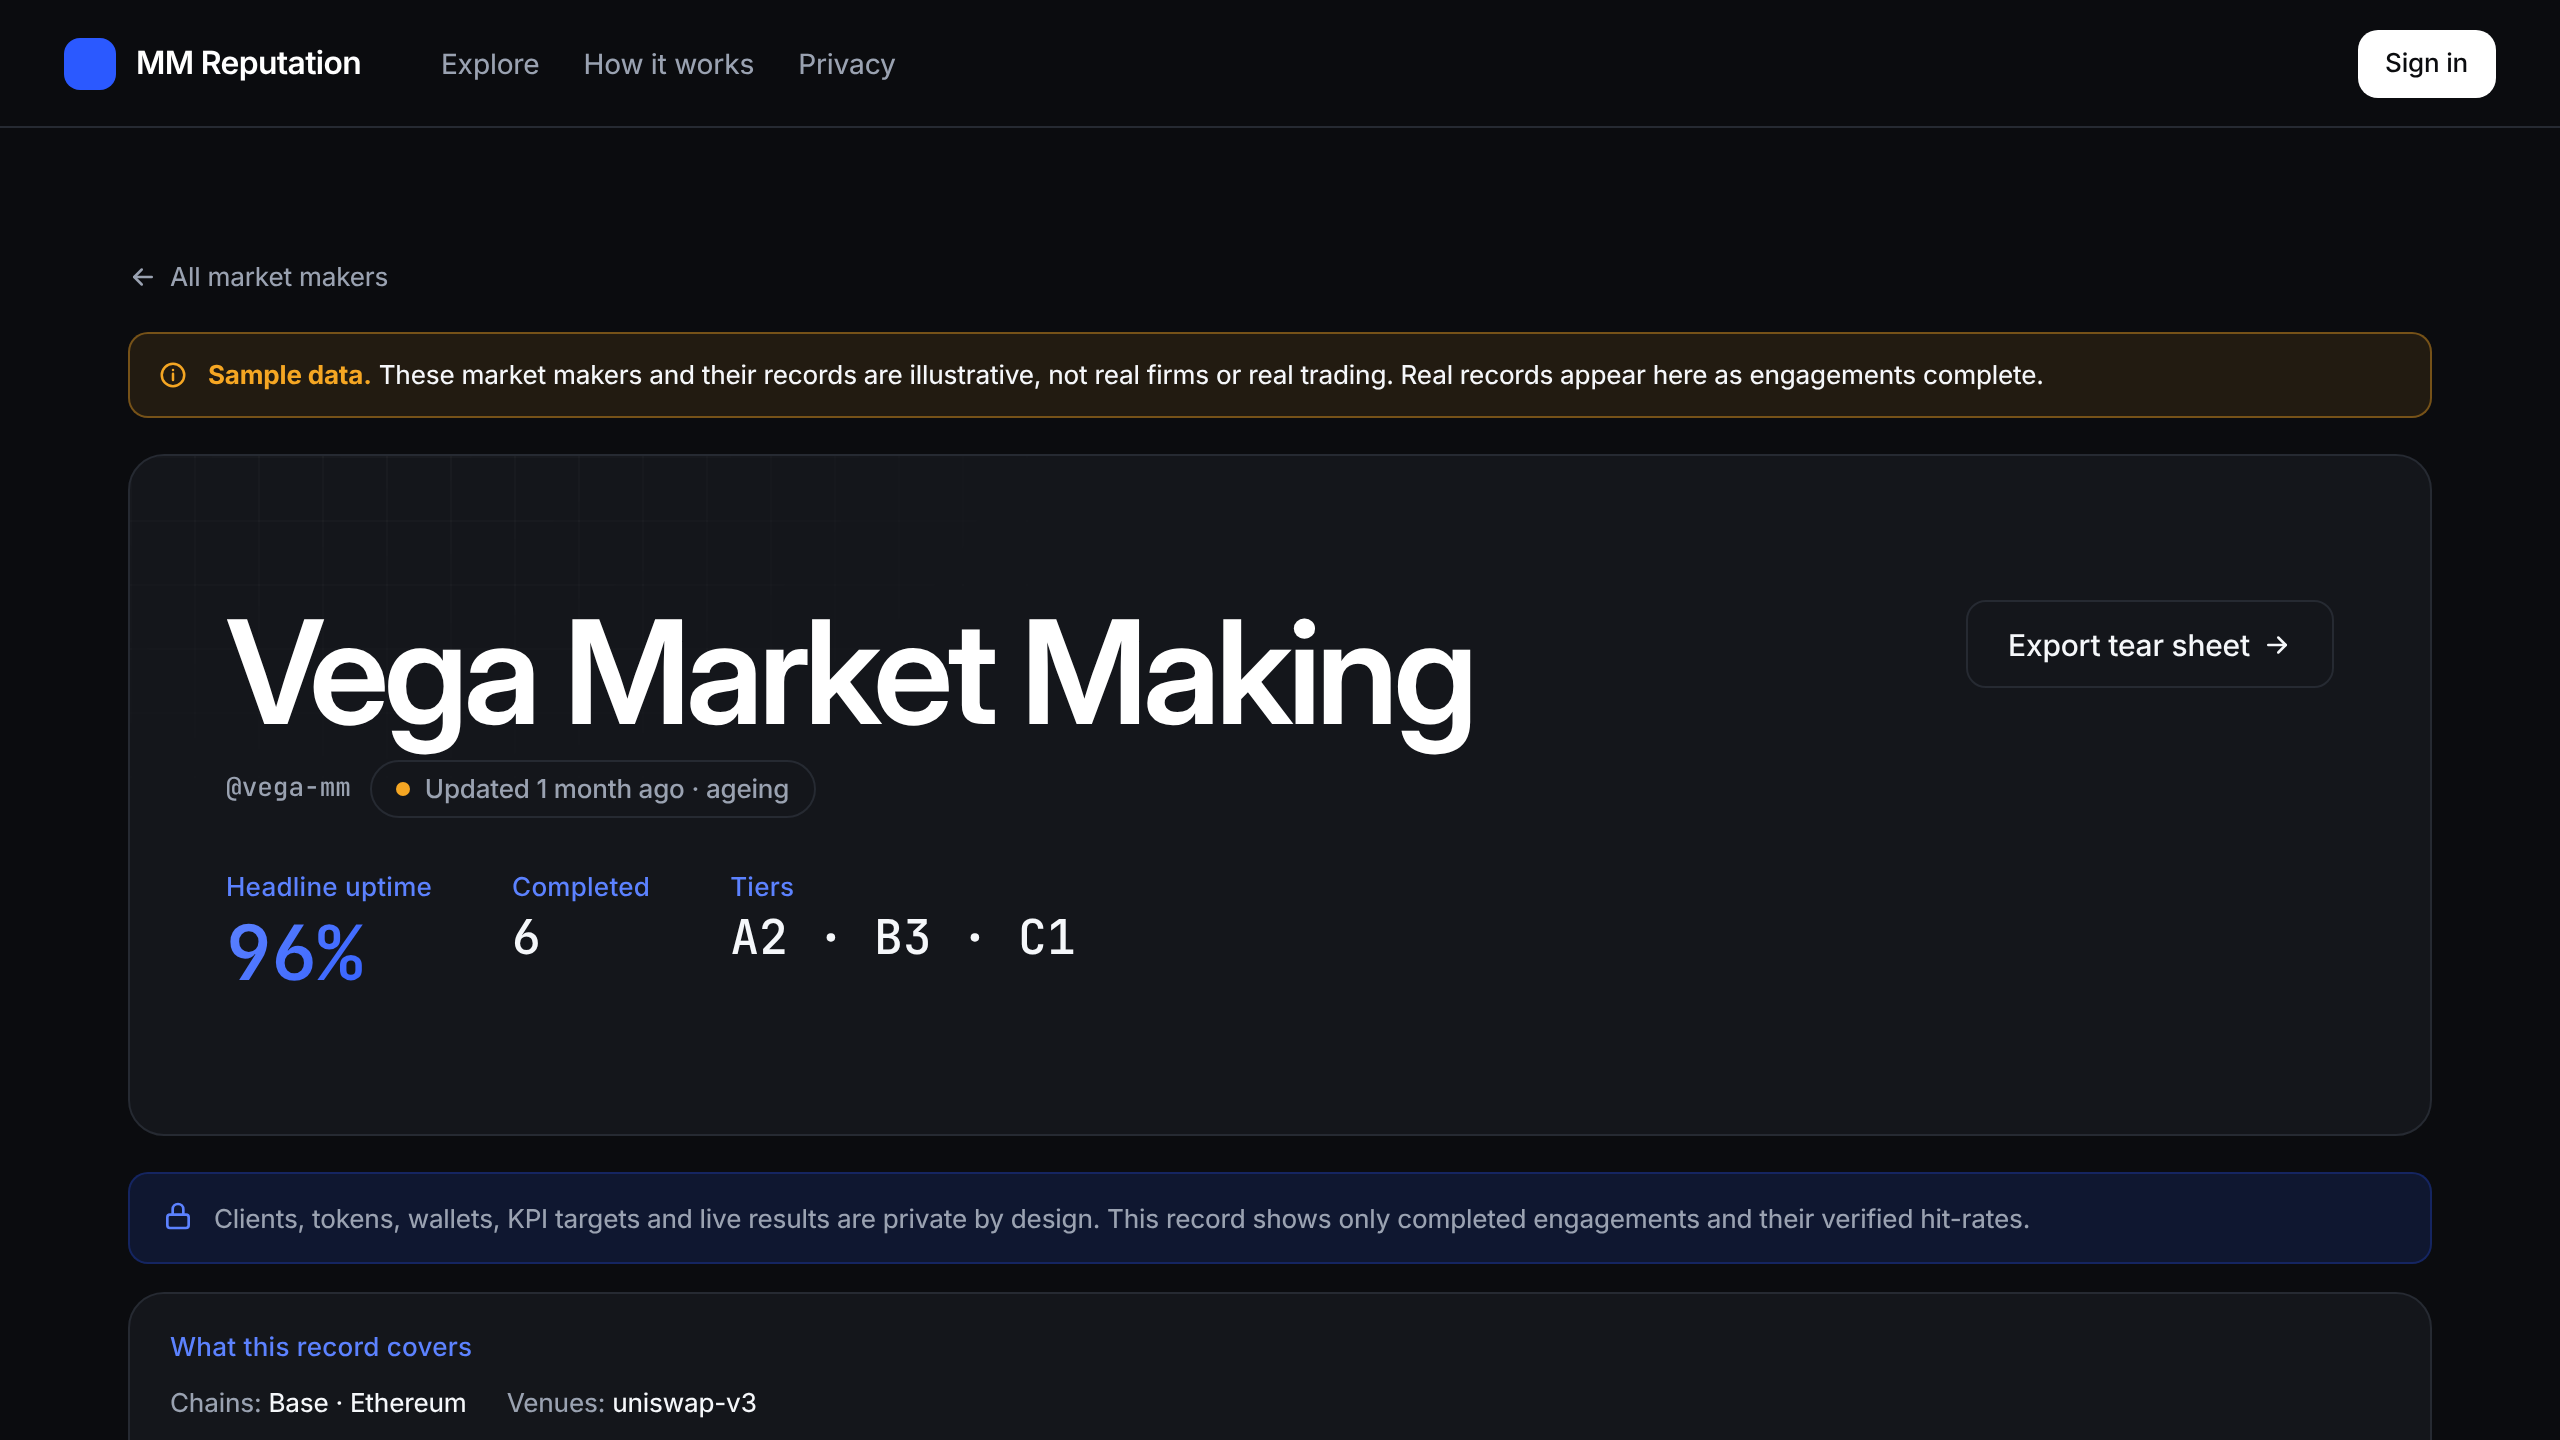 MM Reputation
Explore
How it works
Privacy
Sign in
← All market makers
Sample data. These market makers and their records are illustrative, not real firms or real trading. Real records appear here as engagements complete.
Vega Market Making
Export tear sheet →
@vega-mm
Updated 1 month ago · ageing
Headline uptime
Completed
Tiers
96%
6
A2 · B3 · C1
Clients, tokens, wallets, KPI targets and live results are private by design. This record shows only completed engagements and their verified hit-rates.
What this record covers
Chains: Base · Ethereum
Venues: uniswap-v3